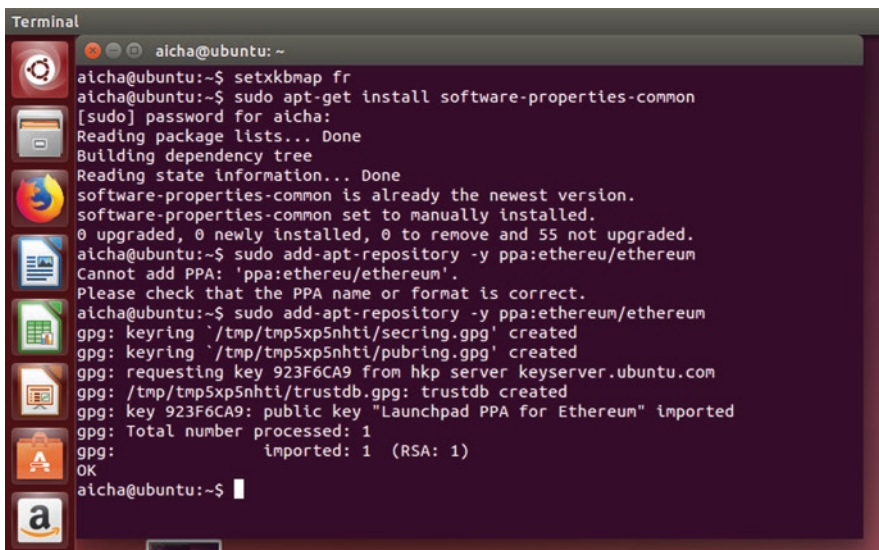 Terminal
aicha@ubuntu: ~
aicha@ubuntu:~$ setxkbmap fr
aicha@ubuntu:~$ sudo apt-get install software-properties-common
[sudo] password for aicha:
Reading package lists... Done
Building dependency tree
Reading state information... Done
software-properties-common is already the newest version.
software-properties-common set to manually installed.
0 upgraded, 0 newly installed, 0 to remove and 55 not upgraded.
aicha@ubuntu:~$ sudo add-apt-repository -y ppa:ethereu/ethereum
Cannot add PPA: 'ppa:ethereu/ethereum'.
Please check that the PPA name or format is correct.
aicha@ubuntu:~$ sudo add-apt-repository -y ppa:ethereum/ethereum
gpg: keyring `/tmp/tmp5xp5nhti/secring.gpg' created
gpg: keyring `/tmp/tmp5xp5nhti/pubring.gpg' created
gpg: requesting key 923F6CA9 from hkp server keyserver.ubuntu.com
gpg: /tmp/tmp5xp5nhti/trustdb.gpg: trustdb created
gpg: key 923F6CA9: public key "Launchpad PPA for Ethereum" imported
gpg: Total number processed: 1
gpg:               imported: 1  (RSA: 1)
OK
aicha@ubuntu:~$